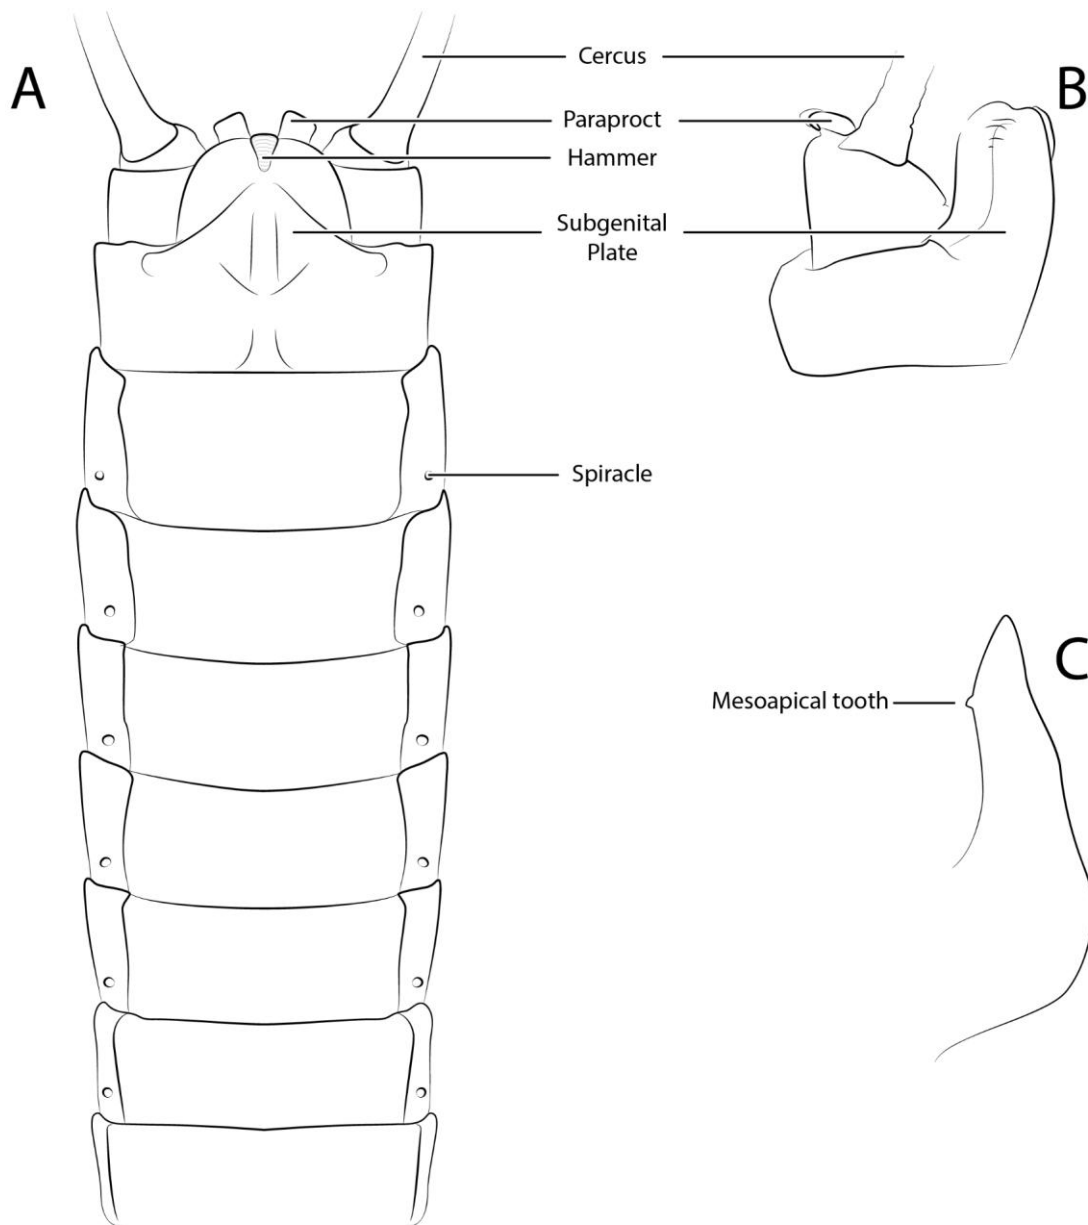 A
B
Cercus
Paraproct
Hammer
Subgenital
Plate
Spiracle
C
Mesoapical tooth